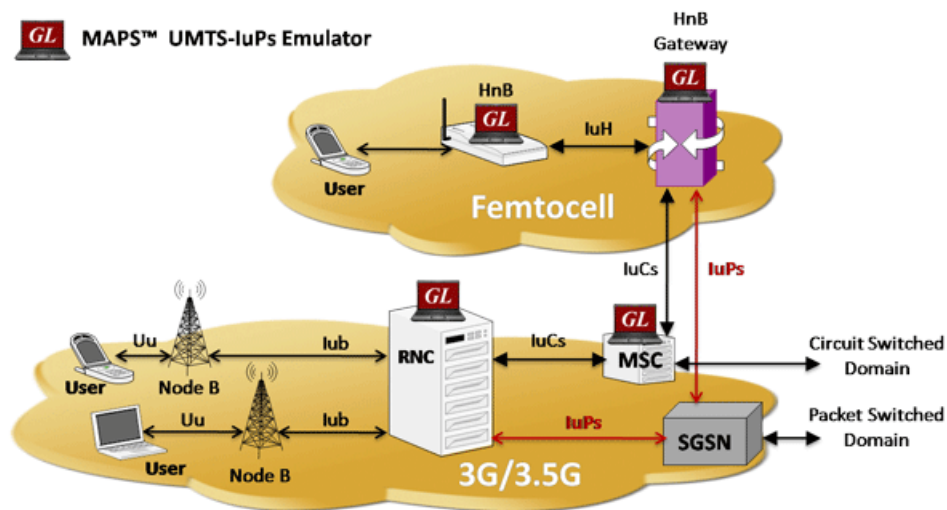 GL MAPS™ UMTS-IuPs Emulator
HnB
Gateway
GL
HnB
GL
IuH
User
Femtocell
IuCs
IuPs
GL
GL
Uu
Iub
RNC
IuCs
MSC
Circuit Switched
Domain
User
Node B
Uu
Iub
IuPs
SGSN
Packet Switched
Domain
User
Node B
3G/3.5G